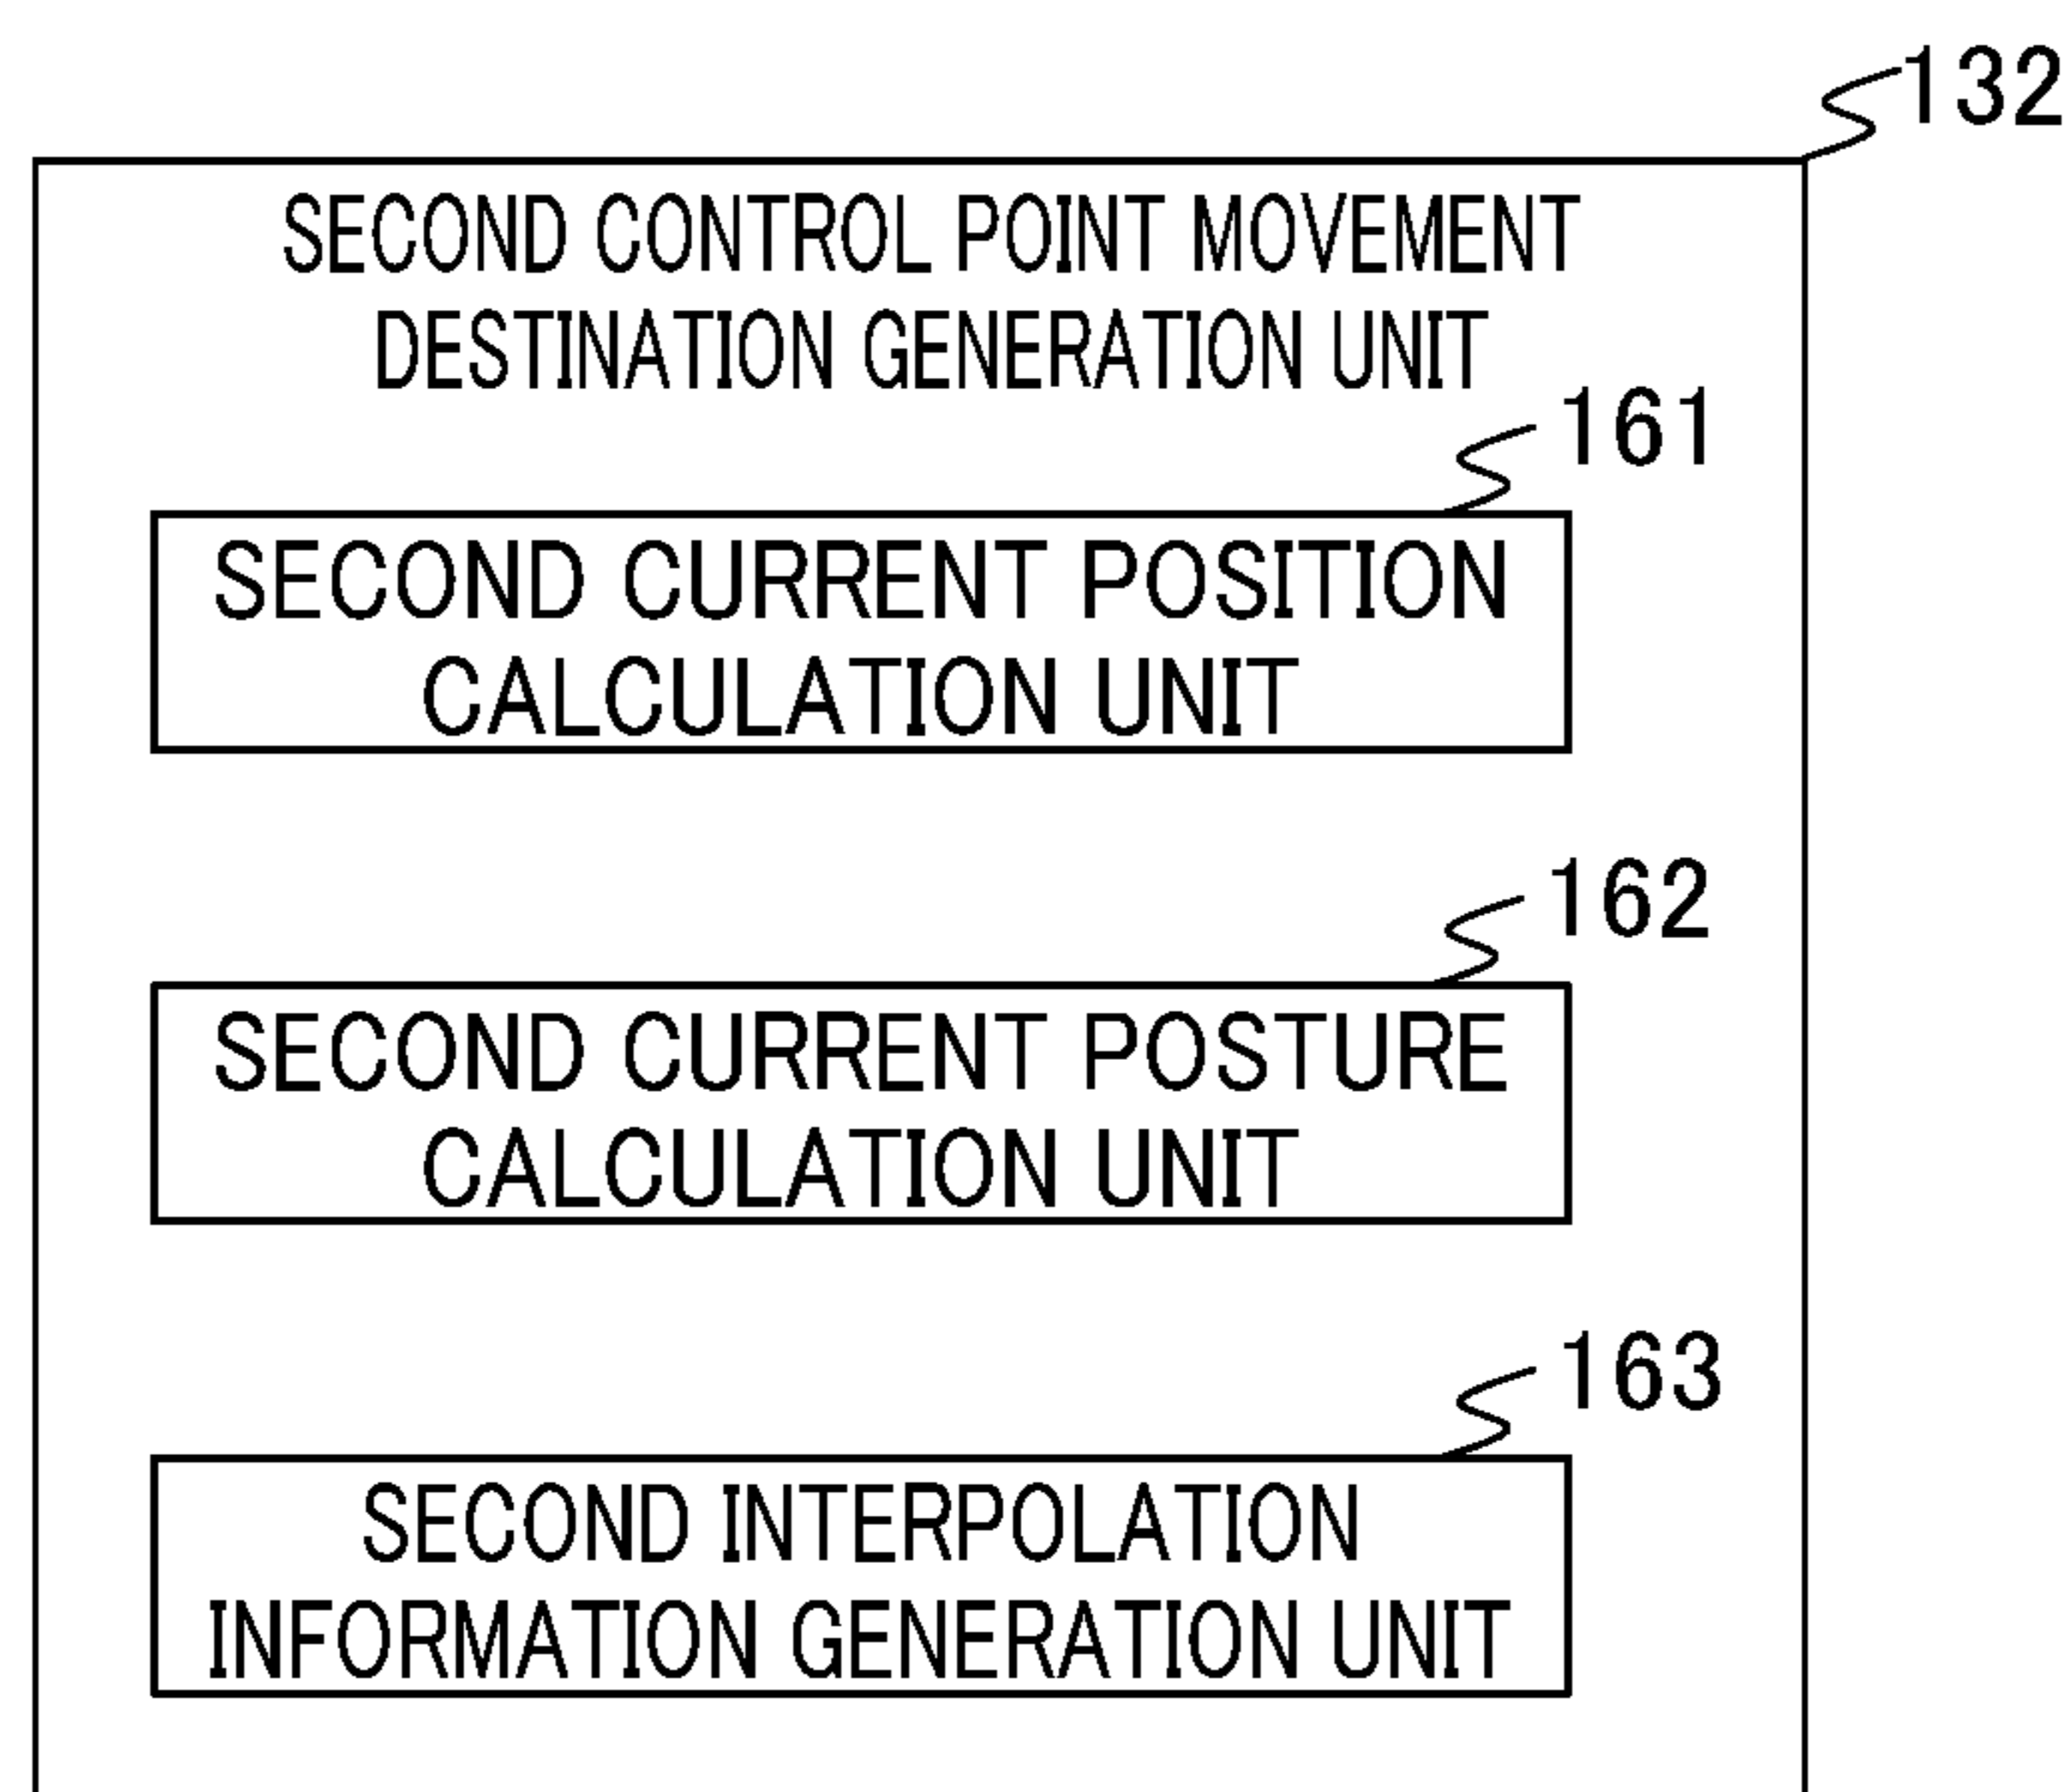 132
SECOND CONTROL POINT MOVEMENT
DESTINATION GENERATION UNIT
161
SECOND CURRENT POSITION
CALCULATION UNIT
162
SECOND CURRENT POSTURE
CALCULATION UNIT
163
SECOND INTERPOLATION
INFORMATION GENERATION UNIT